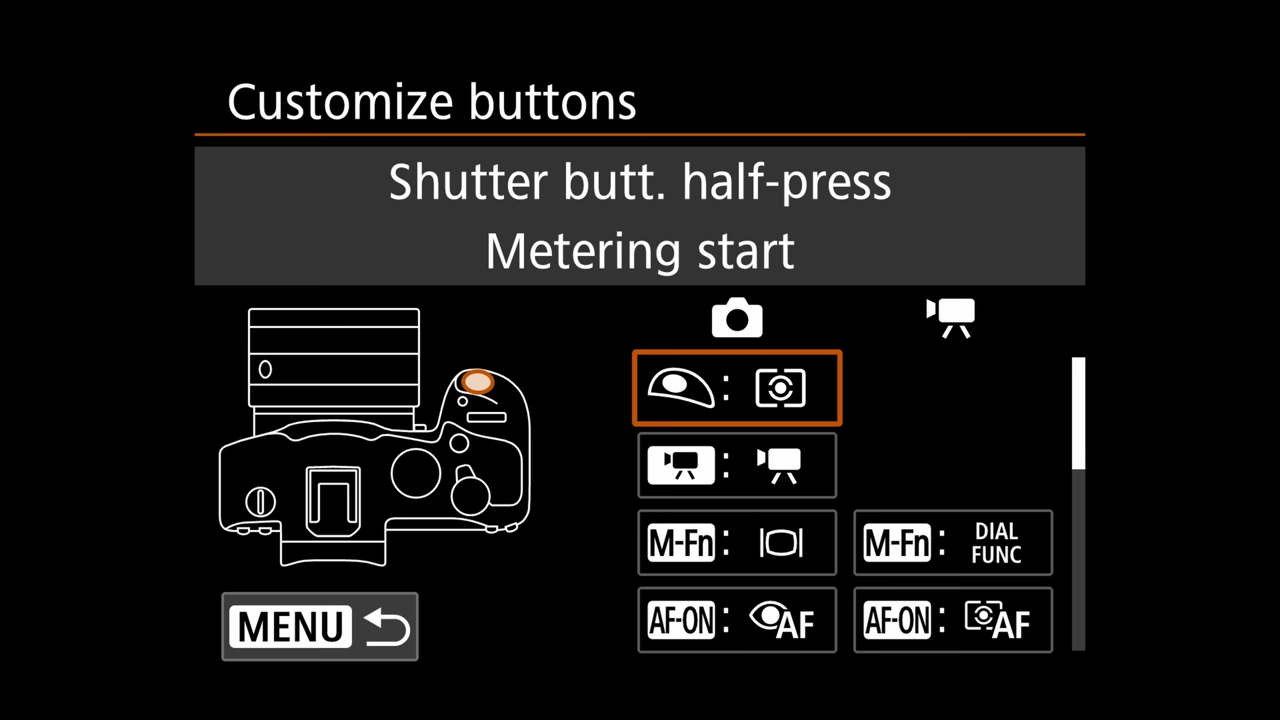 Customize buttons
Shutter butt. half-press
Metering start
M-Fn : M-Fn : DIAL FUNC
AF-ON : AF AF-ON : AF
MENU